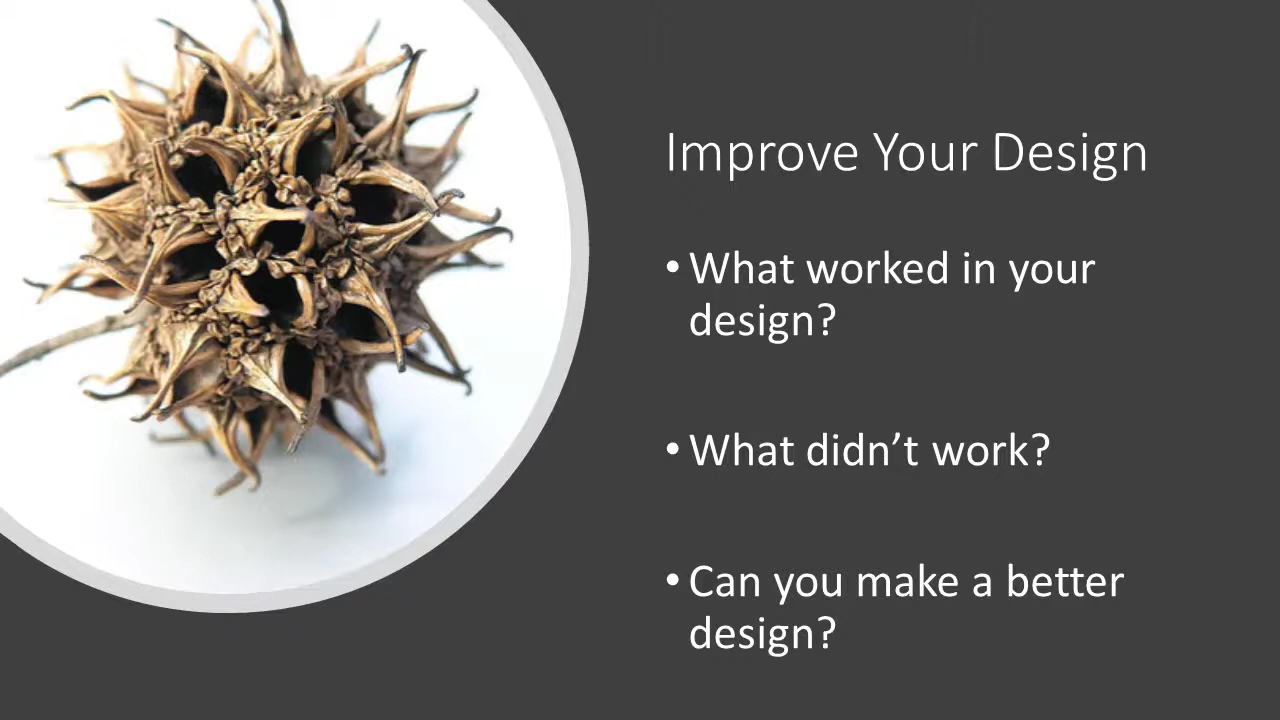 Improve Your Design
• What worked in your
design?
• What didn’t work?
• Can you make a better
design?